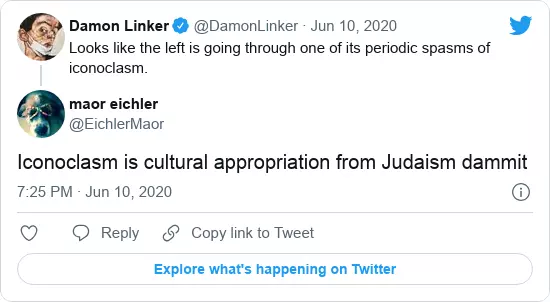 Damon Linker @DamonLinker · Jun 10, 2020
Looks like the left is going through one of its periodic spasms of
iconoclasm.
maor eichler
@EichlerMaor
Iconoclasm is cultural appropriation from Judaism dammit
7:25 PM · Jun 10, 2020
Reply Copy link to Tweet
Explore what's happening on Twitter